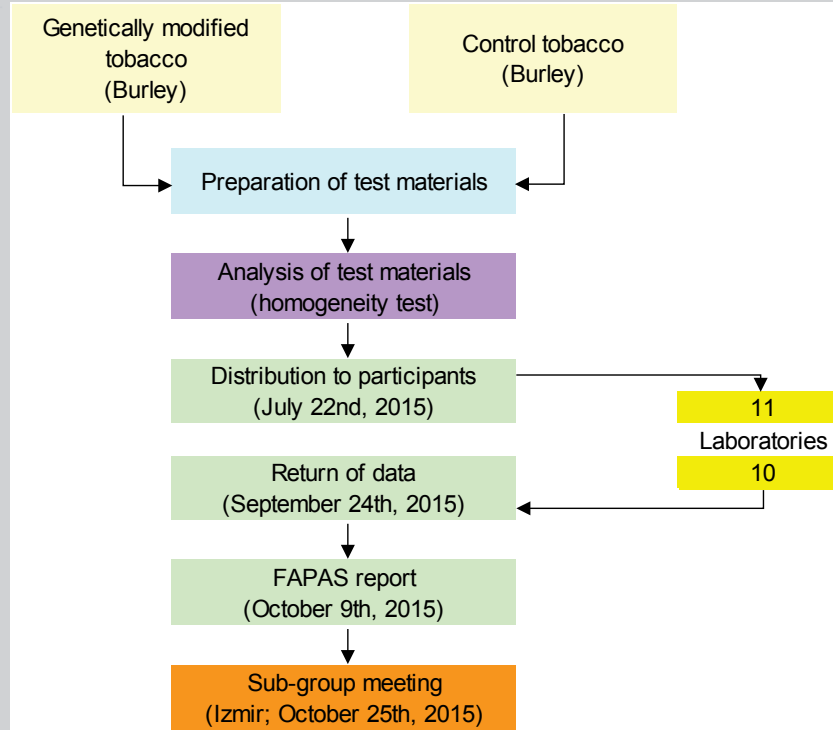 Genetically modified
tobacco
(Burley)
Control tobacco
(Burley)
Preparation of test materials
Analysis of test materials
(homogeneity test)
Distribution to participants
(July 22nd, 2015)
11
Laboratories
10
Return of data
(September 24th, 2015)
FAPAS report
(October 9th, 2015)
Sub-group meeting
(Izmir; October 25th, 2015)